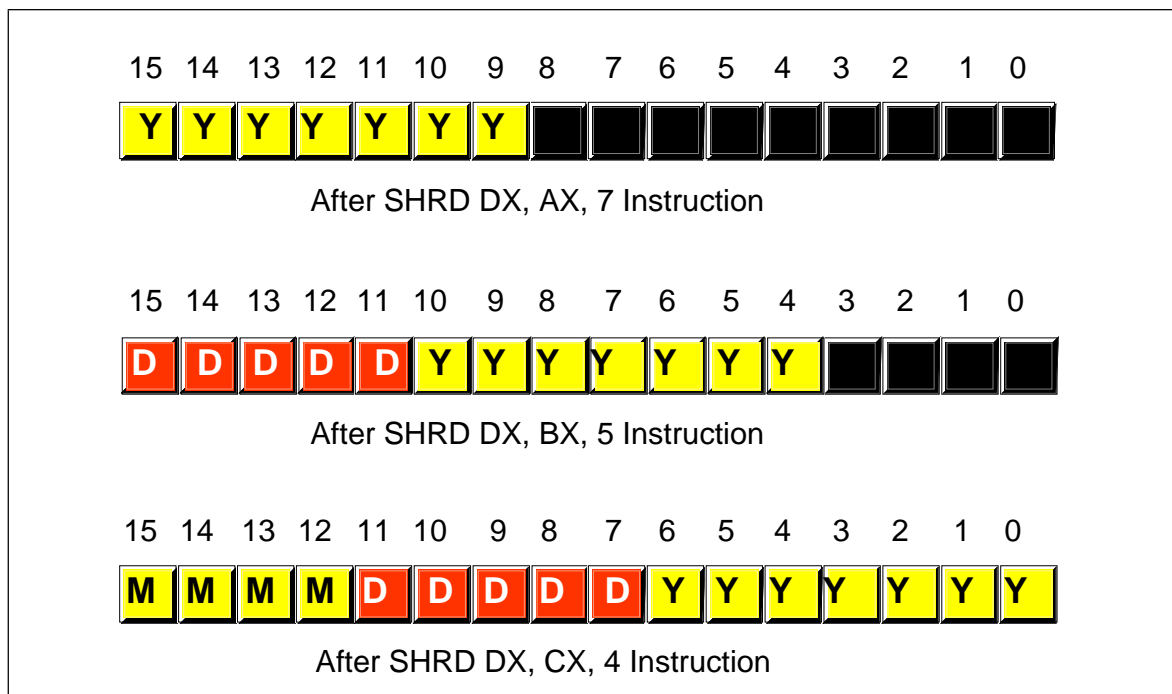 15 14 13 12 11 10 9 8 7 6 5 4 3 2 1 0
Y Y Y Y Y Y Y
After SHRD DX, AX, 7 Instruction
15 14 13 12 11 10 9 8 7 6 5 4 3 2 1 0
D D D D D Y Y Y Y Y Y Y
After SHRD DX, BX, 5 Instruction
15 14 13 12 11 10 9 8 7 6 5 4 3 2 1 0
M M M M D D D D D Y Y Y Y Y Y Y
After SHRD DX, CX, 4 Instruction